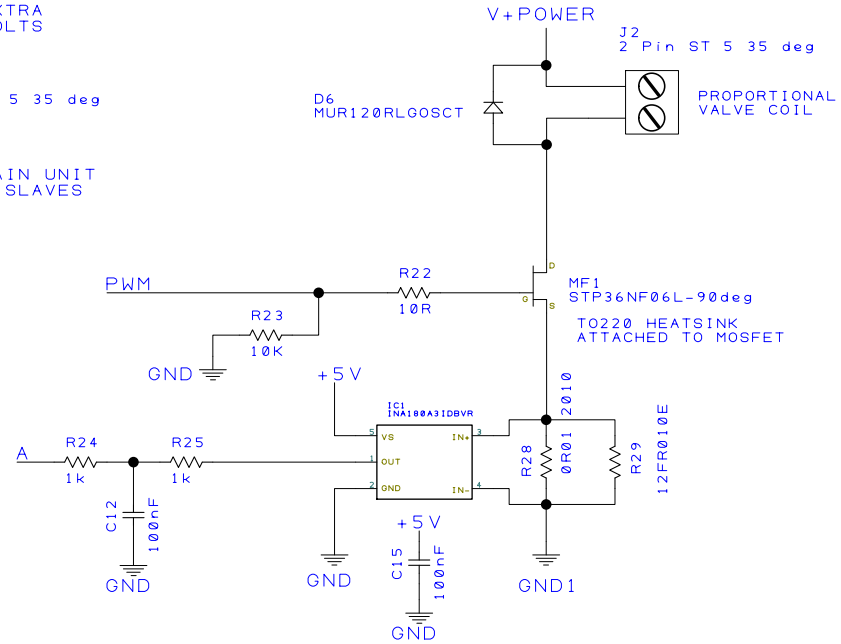 XTRA
OLTS
5 35 deg
AIN UNIT
SLAVES
V+POWER
J2
2 Pin ST 5 35 deg
D6
MUR120RLGOSCT
PROPORTIONAL
VALVE COIL
PWM
R22
10R
D
G
S
MF1
STP36NF06L-90deg
TO220 HEATSINK
ATTACHED TO MOSFET
R23
10K
GND
+5V
IC1
INA180A3IDBVR
5
VS
IN+
3
1
OUT
2
GND
IN-
4
A
R24
1k
R25
1k
C12
100nF
GND
GND
+5V
C15
100nF
GND
R28
0R01 2010
R29
12FR010E
GND1